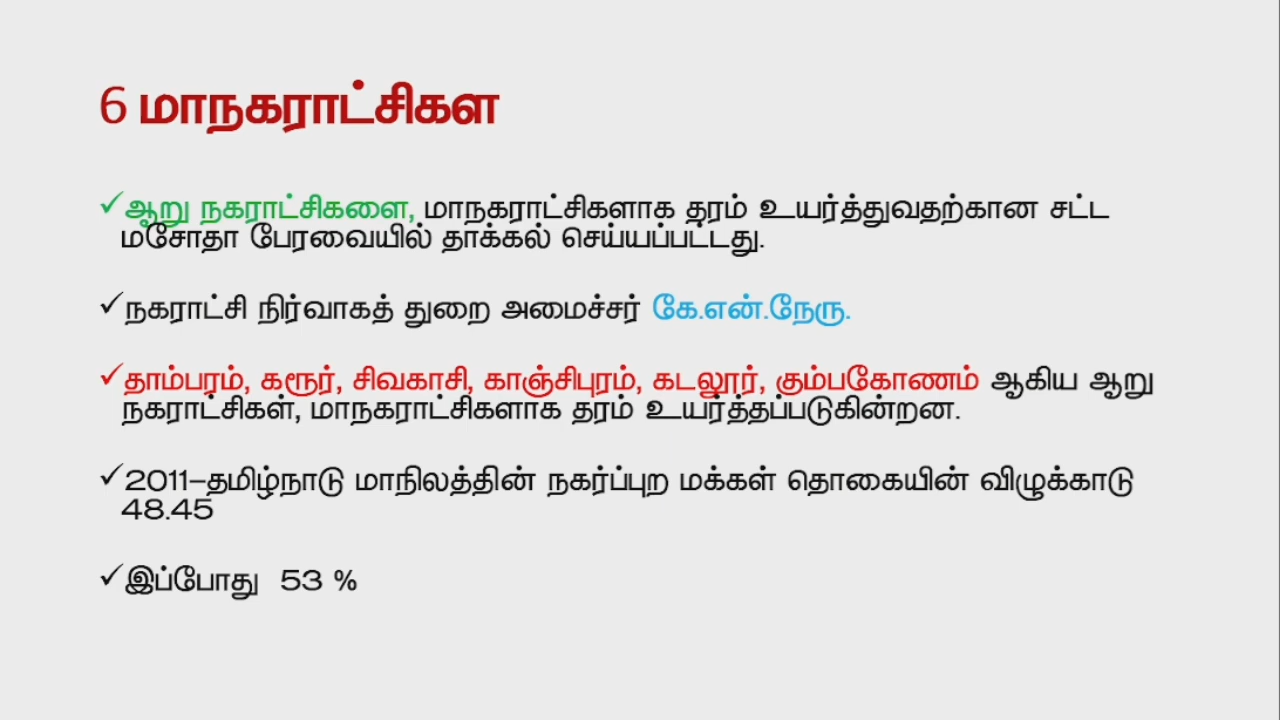 6 மாநகராட்சிகள
✓ஆறு நகராட்சிகளை, மாநகராட்சிகளாக தரம் உயர்த்துவதற்கான சட்ட
மசோதா பேரவையில் தாக்கல் செய்யப்பட்டது.
✓நகராட்சி நிர்வாகத் துறை அமைச்சர் கே.என்.நேரு.
✓தாம்பரம், கரூர், சிவகாசி, காஞ்சிபுரம், கடலூர், கும்பகோணம் ஆகிய ஆறு
நகராட்சிகள், மாநகராட்சிகளாக தரம் உயர்த்தப்படுகின்றன.
✓2011–தமிழ்நாடு மாநிலத்தின் நகர்ப்புற மக்கள் தொகையின் விழுக்காடு
48.45
✓இப்போது 53 %